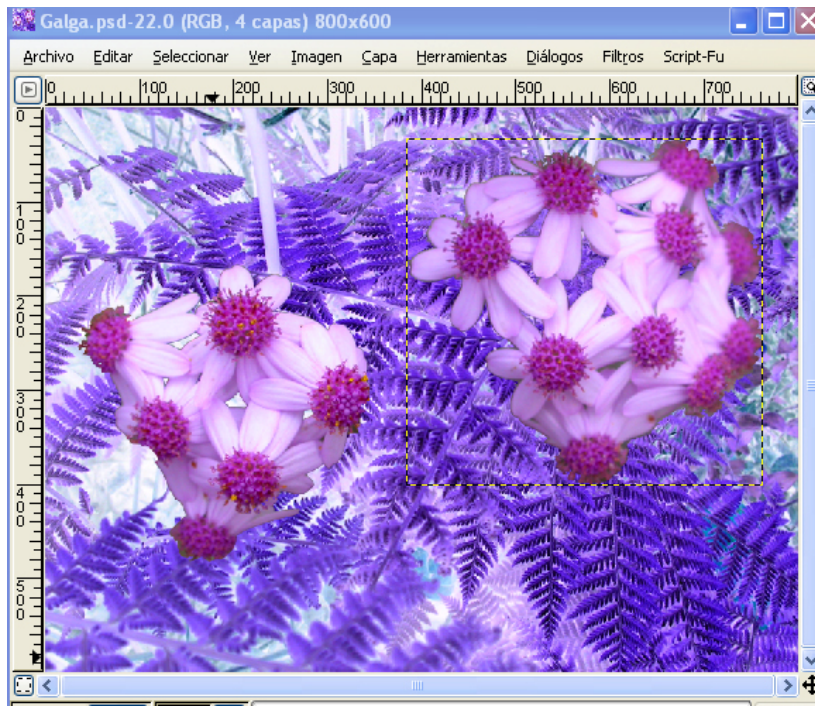 Galga.psd-22.0 (RGB, 4 capas) 800x600
Archivo Editar Seleccionar Ver Imagen Capa Herramientas Diálogos Filtros Script-Fu
0 100 200 300 400 500 600 700
0
100
200
300
400
500